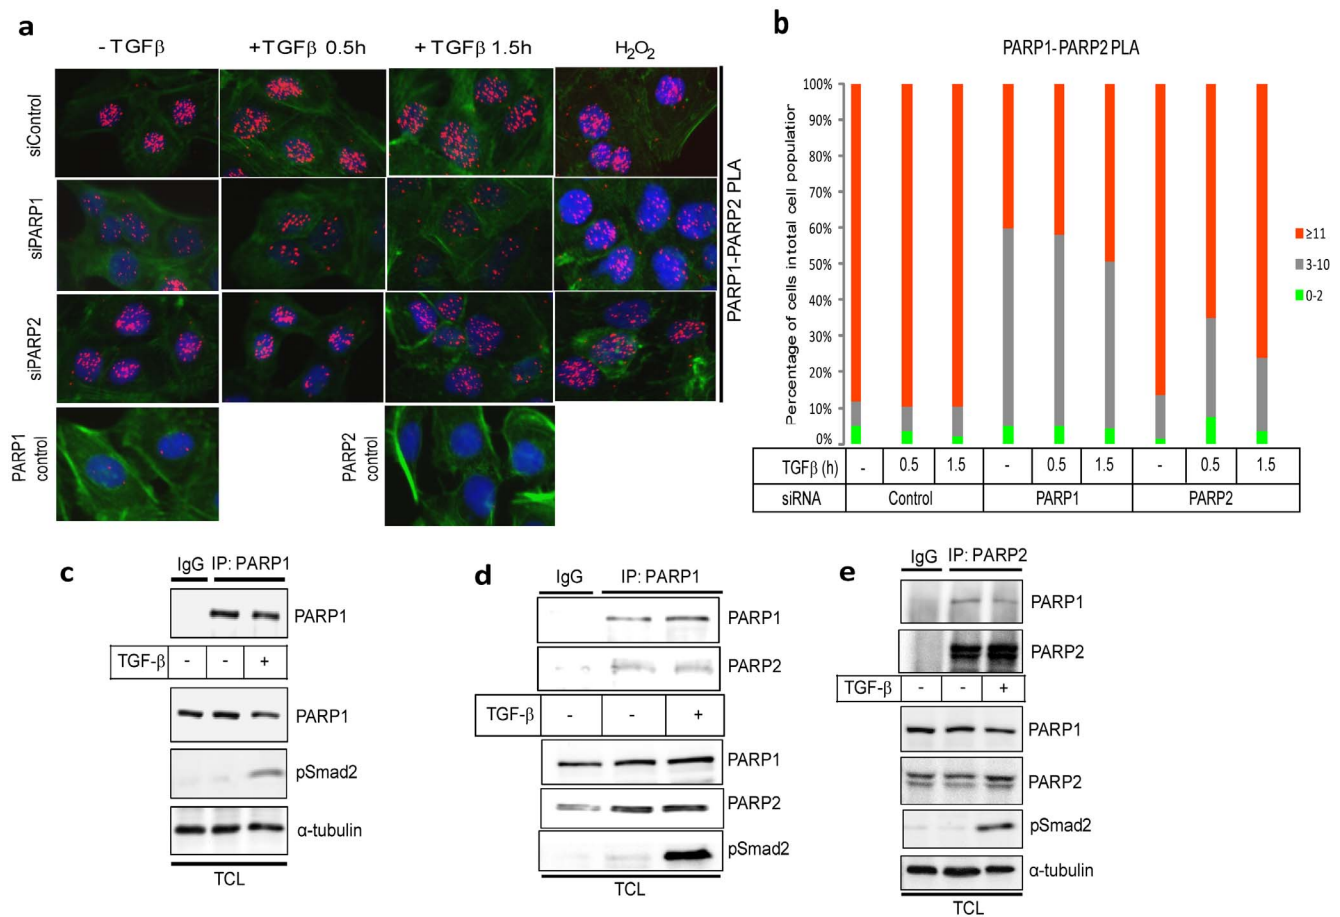 a
- TGFβ +TGFβ 0.5h + TGFβ 1.5h H2O2
siControl
siPARP1
siPARP2
PARP1-PARP2 PLA
PARP1 control
PARP2 control
b
PARP1-PARP2 PLA
Percentage of cells intotal cell population
100%
90%
80%
70%
60%
50%
40%
30%
20%
10%
0%
≥11
3-10
0-2
TGFβ (h) - 0.5 1.5 - 0.5 1.5 - 0.5 1.5
siRNA Control PARP1 PARP2
c
IgG IP: PARP1
PARP1
TGF-β - - +
PARP1
pSmad2
α-tubulin
TCL
d
IgG IP: PARP1
PARP1
PARP2
TGF-β - - +
PARP1
PARP2
pSmad2
TCL
e
IgG IP: PARP2
PARP1
PARP2
TGF-β - - +
PARP1
PARP2
pSmad2
α-tubulin
TCL